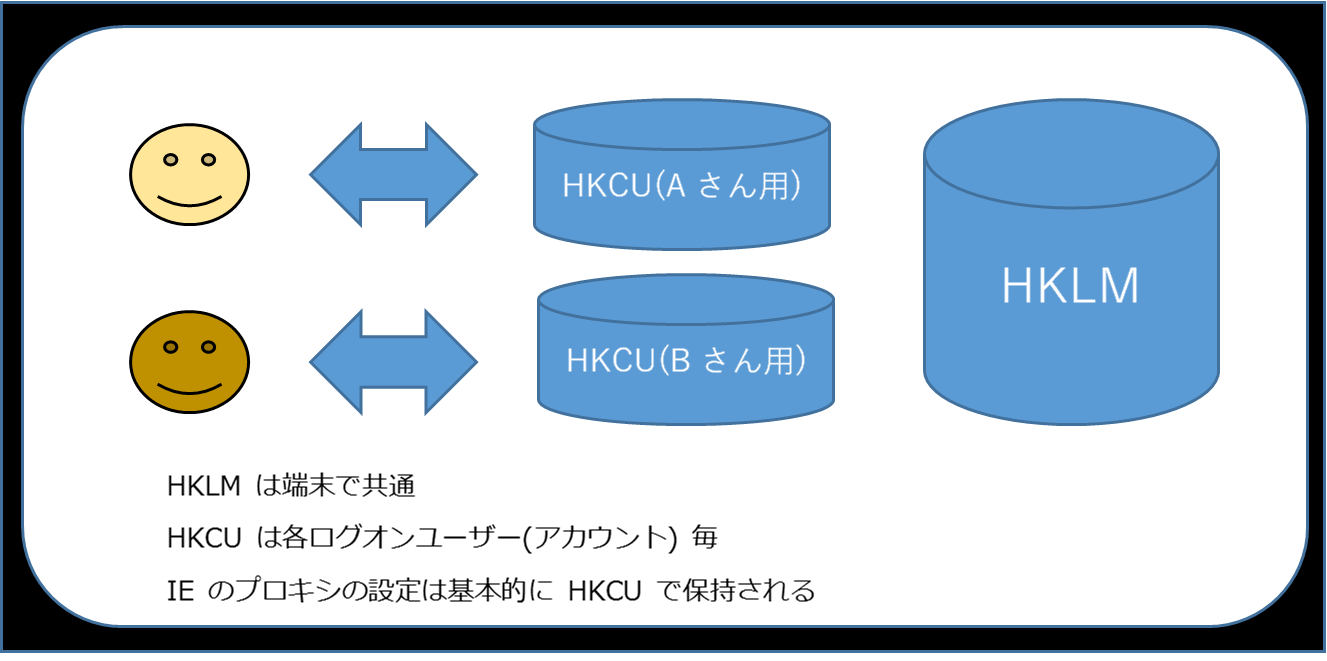 HKCU(A さん用)
HKLM
HKCU(B さん用)
HKLM は端末で共通
HKCU は各ログオンユーザー(アカウント) 毎
IE のプロキシの設定は基本的に HKCU で保持される